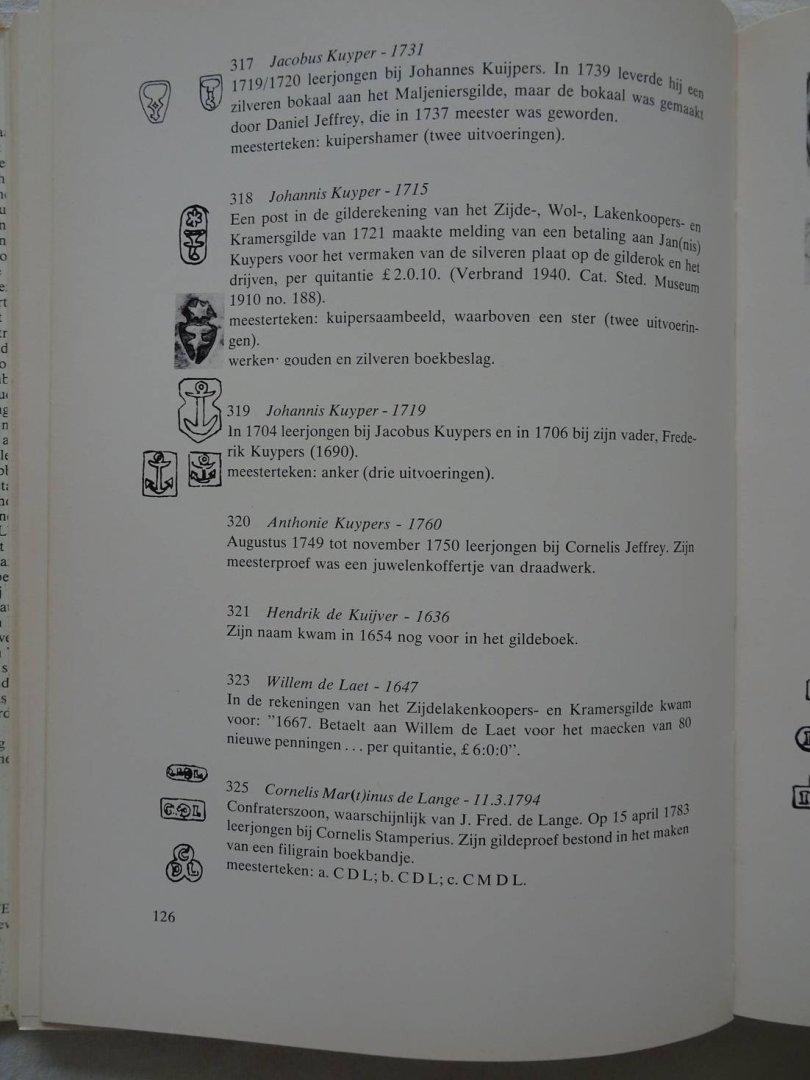 317 Jacobus Kuyper - 1731
1719/1720 leerjongen bij Johannes Kuijpers. In 1739 leverde hij een
zilveren bokaal aan het Maljeniersgilde, maar de bokaal was gemaakt
door Daniel Jeffrey, die in 1737 meester was geworden.
meesterteken: kuipershamer (twee uitvoeringen).
318 Johannis Kuyper - 1715
Een post in de gilderekening van het Zijde-, Wol-, Lakenkoopers- en
Kramersgilde van 1721 maakte melding van een betaling aan Jan(nis)
Kuypers voor het vermaken van de silveren plaat op de gilderok en het
drijven, per quitantie £ 2.0.10. (Verbrand 1940. Cat. Sted. Museum
1910 no. 188).
meesterteken: kuipersaambeeld, waarboven een ster (twee uitvoerin-
gen).
werken: gouden en zilveren boekbeslag.
319 Johannis Kuyper - 1719
In 1704 leerjongen bij Jacobus Kuypers en in 1706 bij zijn vader, Frede-
rik Kuypers (1690).
meesterteken: anker (drie uitvoeringen).
320 Anthonie Kuypers - 1760
Augustus 1749 tot november 1750 leerjongen bij Cornelis Jeffrey. Zijn
meesterproef was een juwelenkoffertje van draadwerk.
321 Hendrik de Kuijver - 1636
Zijn naam kwam in 1654 nog voor in het gildeboek.
323 Willem de Laet - 1647
In de rekeningen van het Zijdelakenkoopers- en Kramersgilde kwam
voor: "1667. Betaelt aan Willem de Laet voor het maecken van 80
nieuwe penningen ... per quitantie, £ 6:0:0".
325 Cornelis Mar(t)inus de Lange - 11.3.1794
Confraterszoon, waarschijnlijk van J. Fred. de Lange. Op 15 april 1783
leerjongen bij Cornelis Stamperius. Zijn gildeproef bestond in het maken
van een filigrain boekbandje.
meesterteken: a. C D L; b. C D L; c. C M D L.
C D L
126